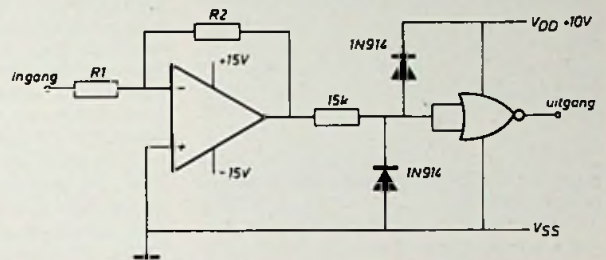 R2
1N914
V_DD +10V
ingang
R1
+15V
-
15k
uitgang
+
-15V
1N914
V_SS